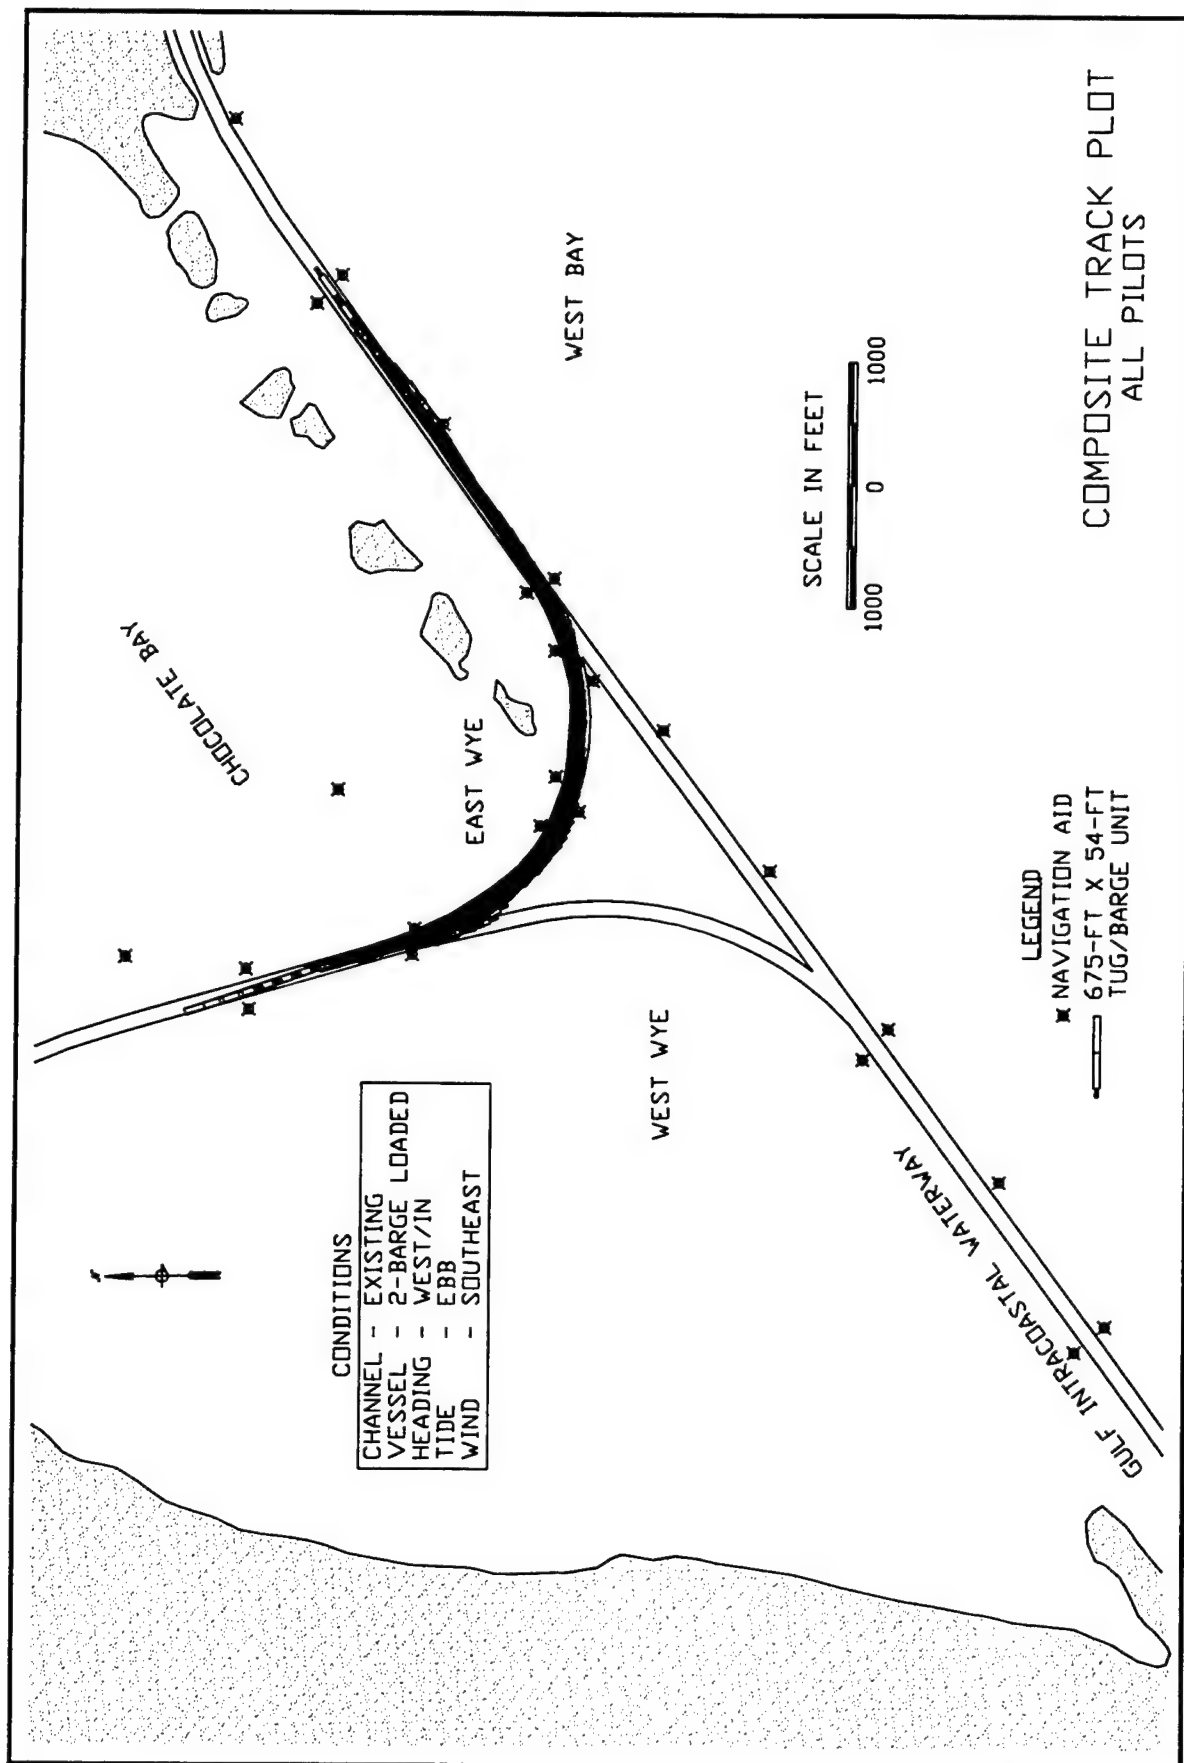 CHOCOLATE BAY
EAST WYE
WEST BAY
WEST WYE
CONDITIONS
CHANNEL - EXISTING
VESSEL - 2-BARGE LOADED
HEADING - WEST/IN
TIDE - EBB
WIND - SOUTHEAST
GULF INTRACOASTAL WATERWAY
SCALE IN FEET
1000 0 1000
LEGEND
NAVIGATION AID
675-FT X 54-FT
TUG/BARGE UNIT
COMPOSITE TRACK PLOT
ALL PILOTS